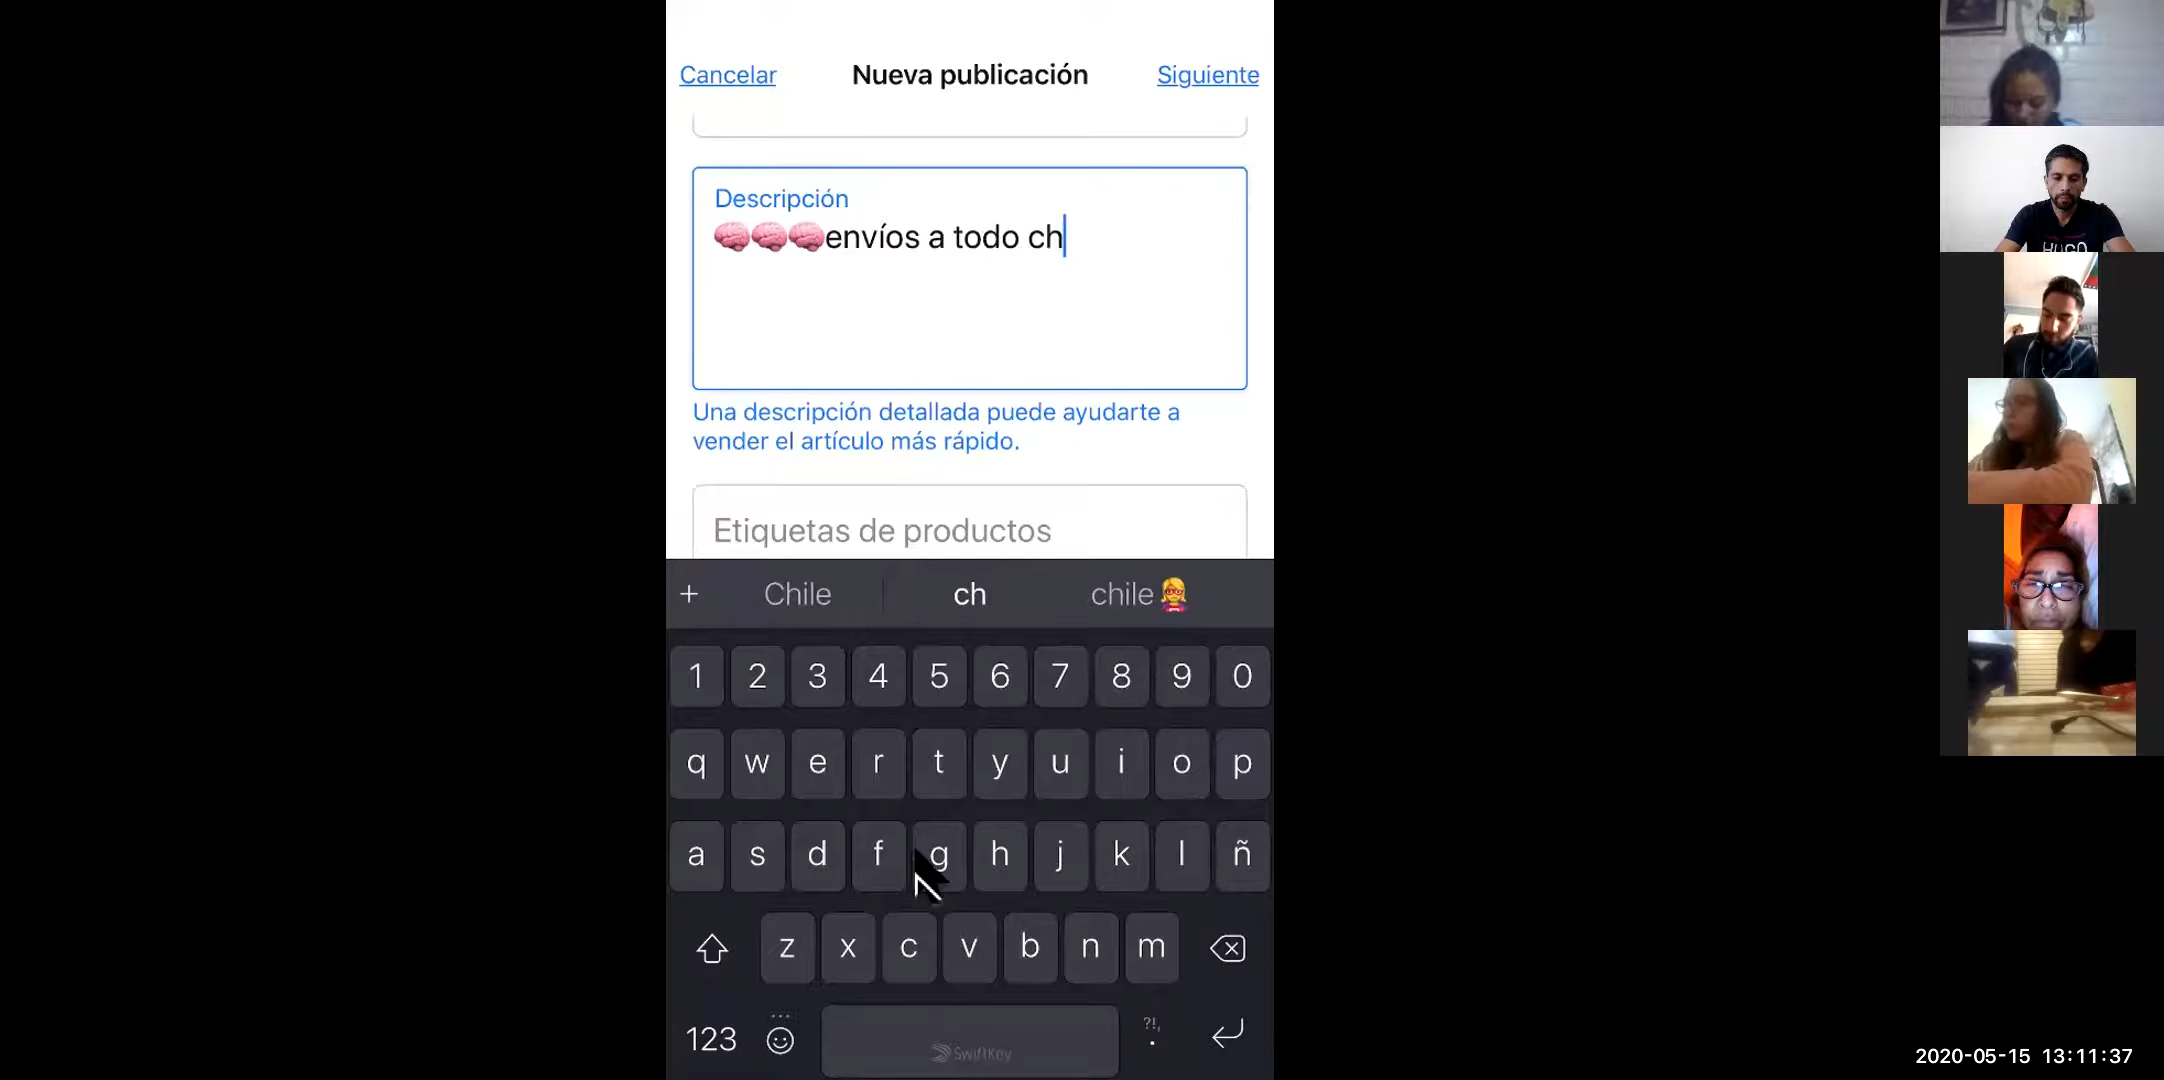 Cancelar
Nueva publicación
Siguiente
Descripción
🧠🧠🧠envíos a todo ch
Una descripción detallada puede ayudarte a
vender el artículo más rápido.
Etiquetas de productos
+ Chile ch chile🦸‍♀️
1 2 3 4 5 6 7 8 9 0
q w e r t y u i o p
a s d f g h j k l ñ
z x c v b n m
123 ?!, .
SwiftKey
HUGO
2020-05-15 13:11:37